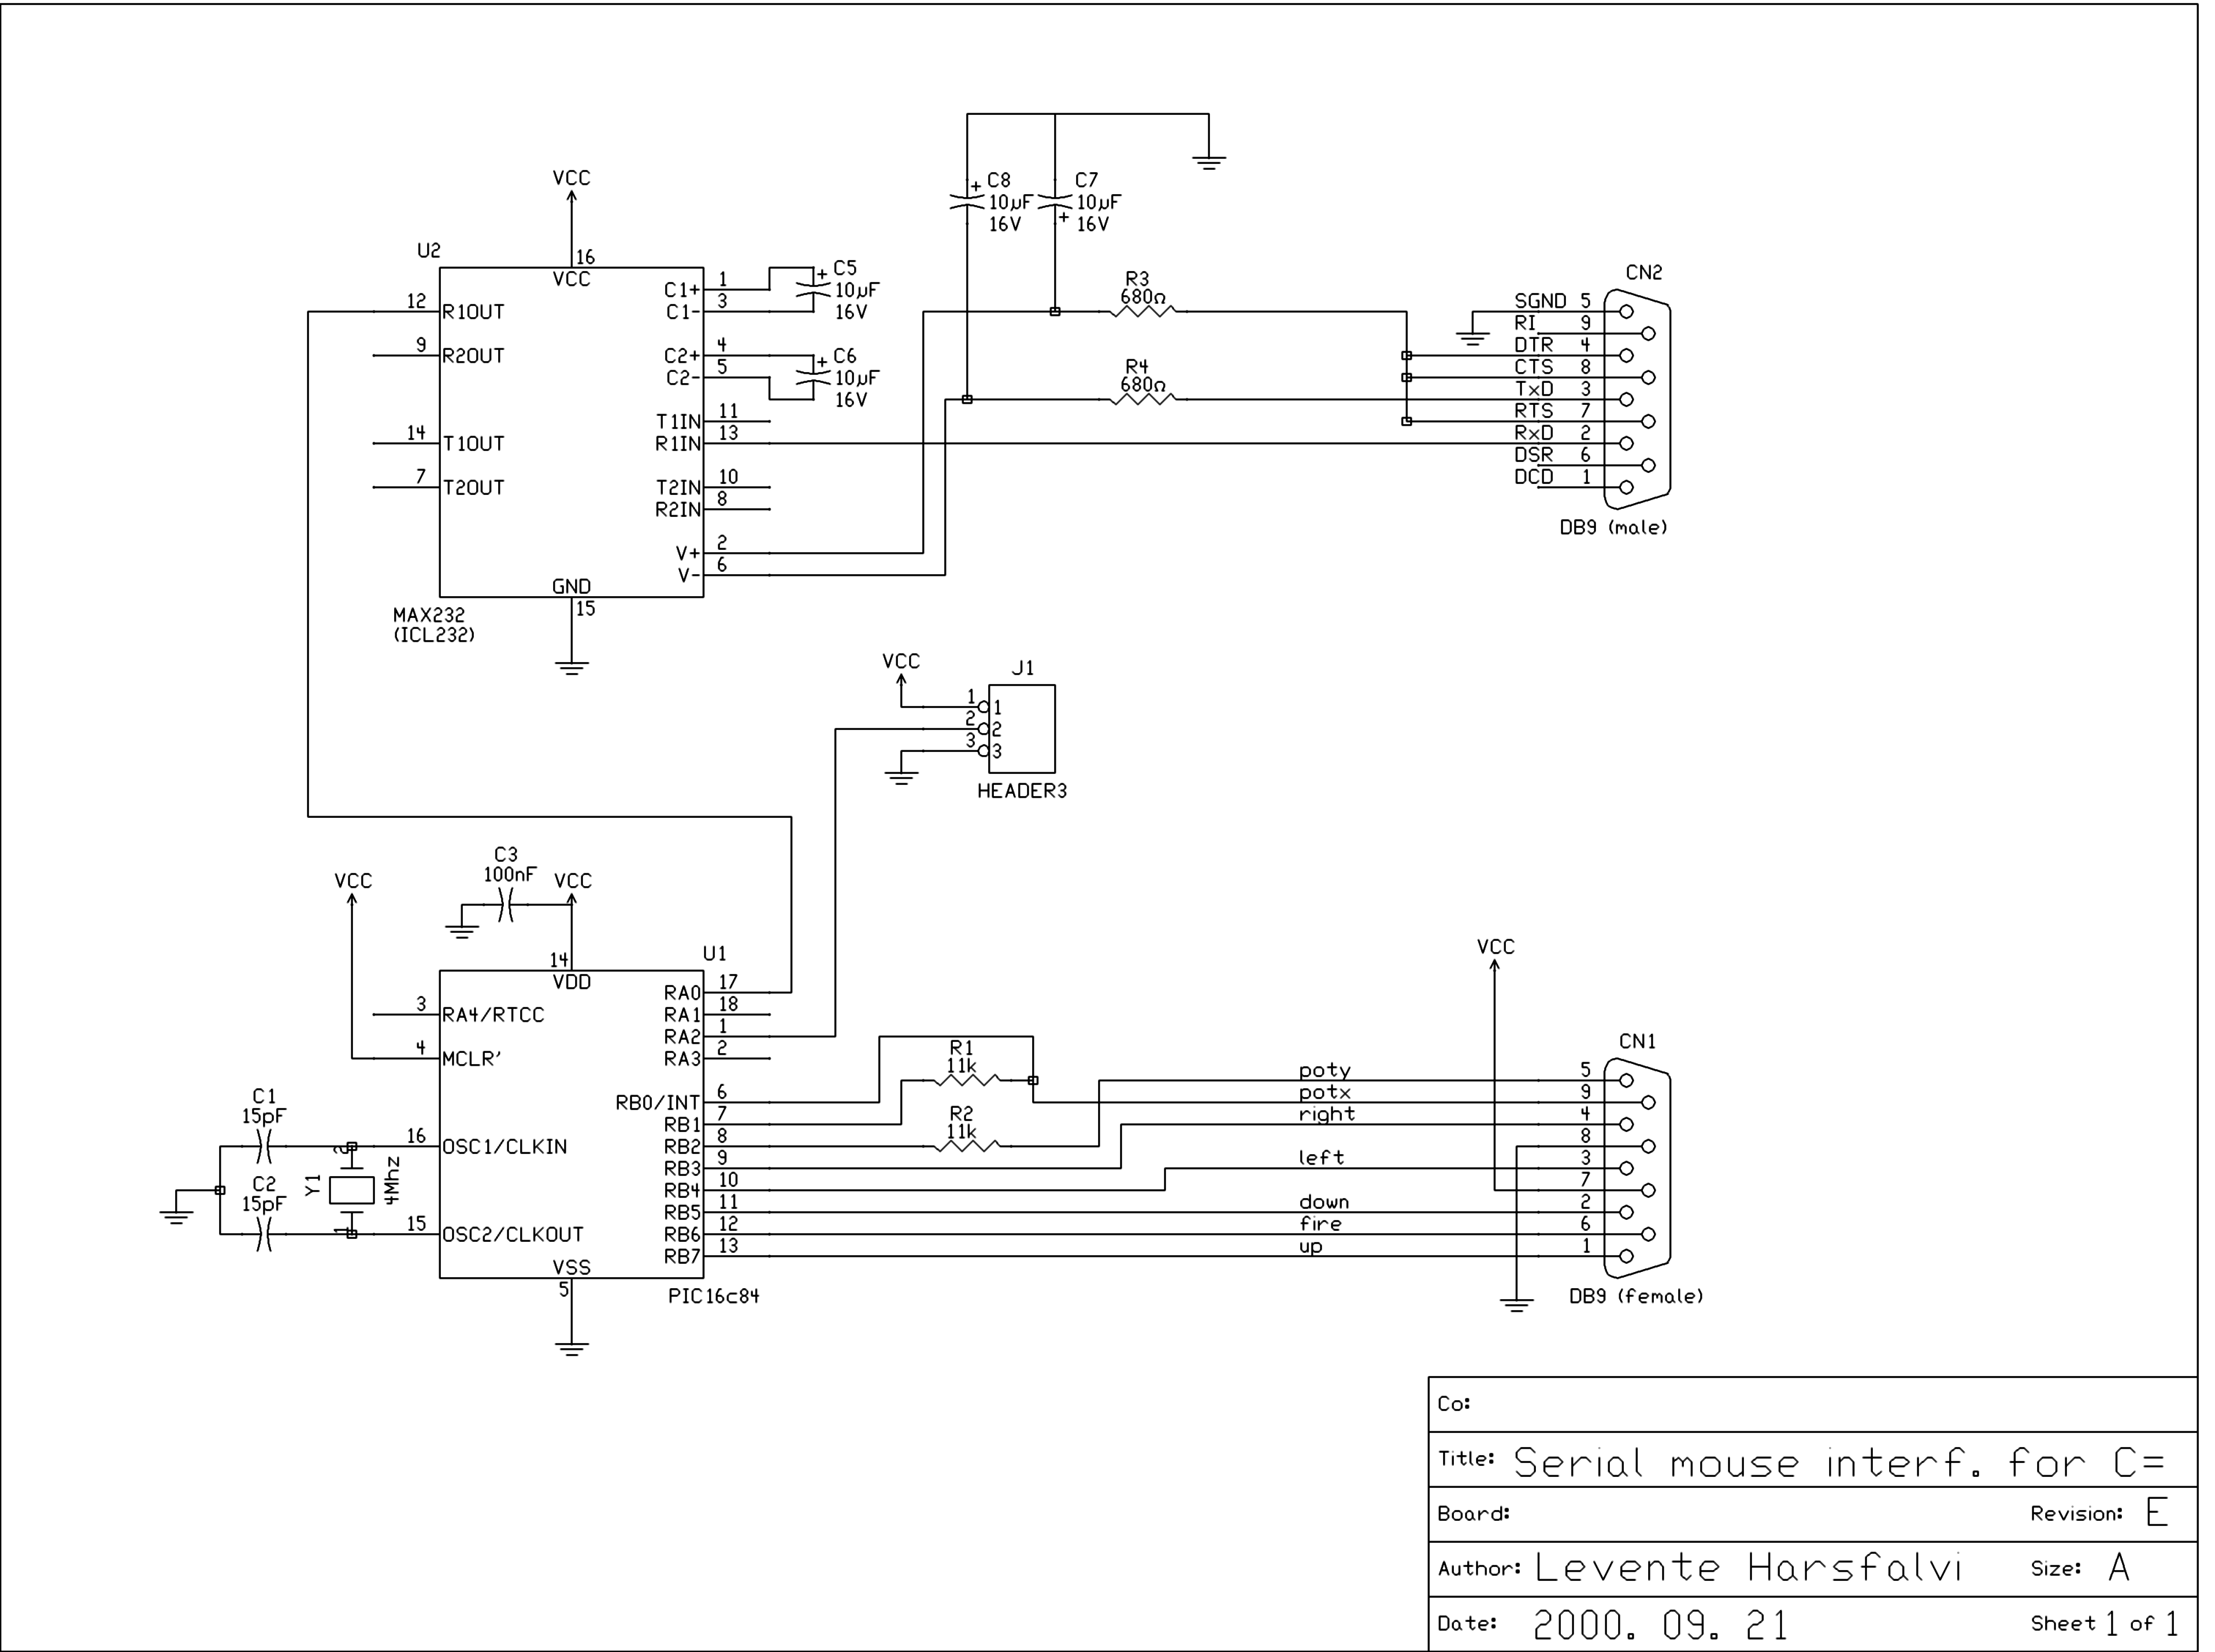 VCC
U2
16
VCC
12
R1OUT
9
R2OUT
14
T1OUT
7
T2OUT
C1+
1
C1-
3
C2+
4
C2-
5
T1IN
11
R1IN
13
T2IN
10
R2IN
8
V+
2
V-
6
GND
15
MAX232
(ICL232)
+ C5
10µF
16V
+ C6
10µF
16V
+ C8
10µF
16V
C7
10µF
+ 16V
R3
680Ω
R4
680Ω
CN2
SGND 5
RI 9
DTR 4
CTS 8
TxD 3
RTS 7
RxD 2
DSR 6
DCD 1
DB9 (male)
VCC
J1
1 1
2 2
3 3
HEADER3
C3
100nF
VCC
VCC
U1
14
VDD
3
RA4/RTCC
4
MCLR'
16
OSC1/CLKIN
15
OSC2/CLKOUT
RA0
17
RA1
18
RA2
1
RA3
2
RB0/INT
6
RB1
7
RB2
8
RB3
9
RB4
10
RB5
11
RB6
12
RB7
13
VSS
5
PIC16c84
C1
15pF
C2
15pF
Y1
2
1
4Mhz
R1
11k
R2
11k
VCC
CN1
poty 5
potx 9
right 4
8
left 3
7
down 2
fire 6
up 1
DB9 (female)
Co:
Title: Serial mouse interf. for C=
Board:
Revision: E
Author: Levente Harsfalvi
Size: A
Date: 2000. 09. 21
Sheet 1 of 1